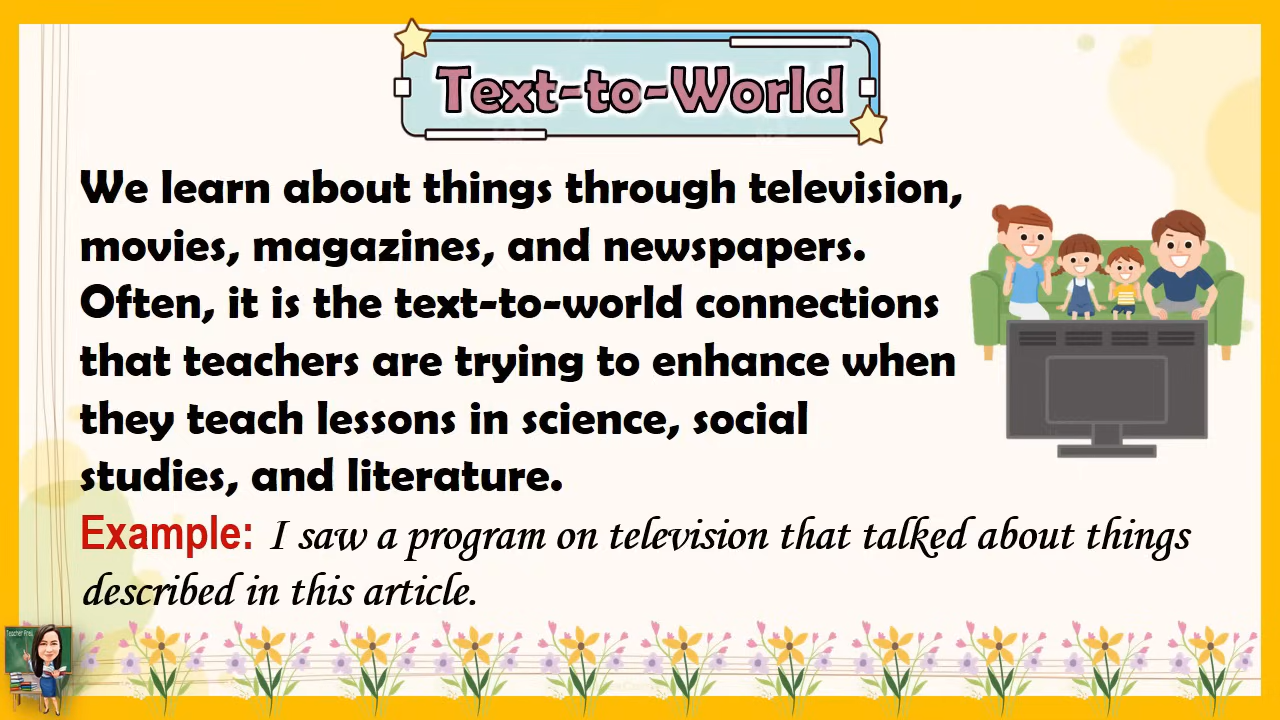 Text-to-World
We learn about things through television,
movies, magazines, and newspapers.
Often, it is the text-to-world connections
that teachers are trying to enhance when
they teach lessons in science, social
studies, and literature.
Example: I saw a program on television that talked about things
described in this article.